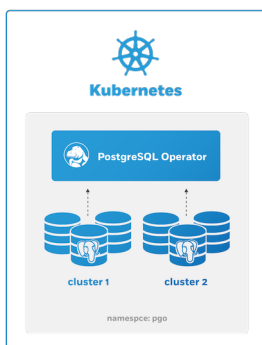 Kubernetes
PostgreSQL Operator
cluster 1
cluster 2
namespce: pgo